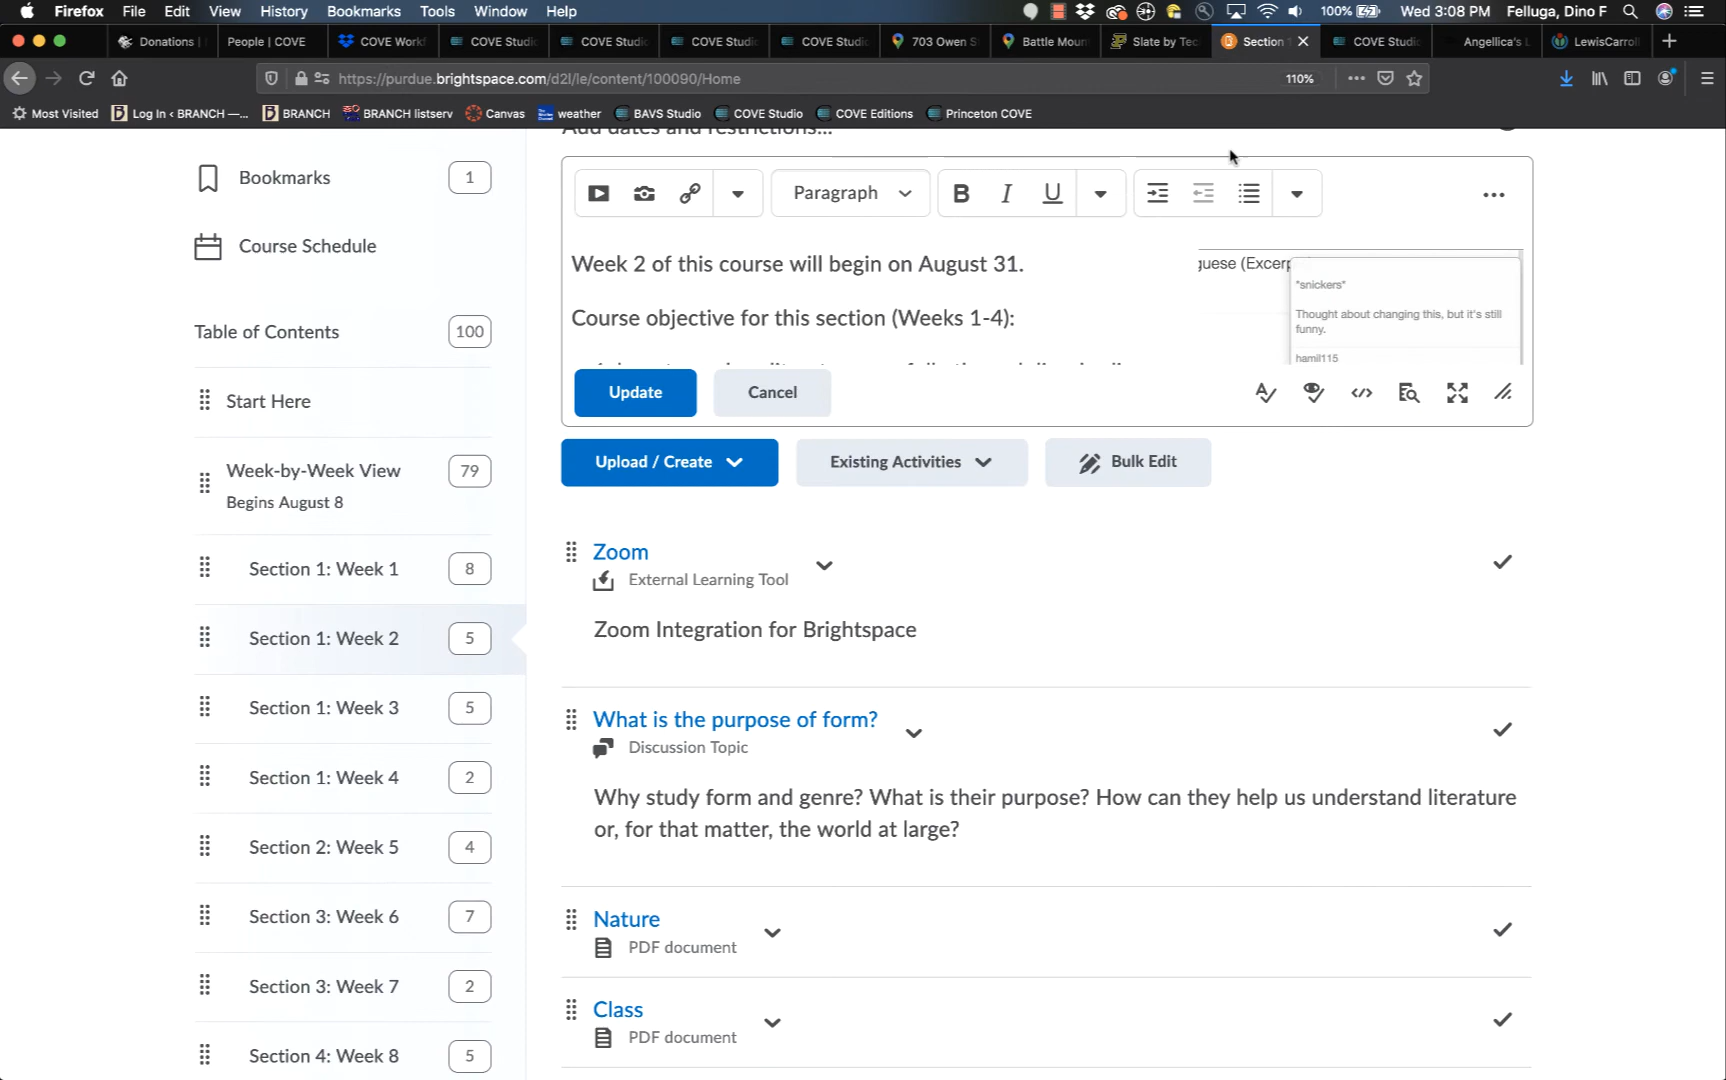 Firefox File Edit View History Bookmarks Tools Window Help 100% Wed 3:08 PM Felluga, Dino F
Donations | People | COVE COVE Workf COVE Studi COVE Studi COVE Studi COVE Studi 703 Owen S Battle Moun Slate by Tec Section COVE Studi Angellica's L LewisCarroll
https://purdue.brightspace.com/d2l/le/content/100090/Home 110%
Most Visited Log In < BRANCH —... BRANCH BRANCH listserv Canvas weather BAVS Studio COVE Studio COVE Editions Princeton COVE
Add dates and restrictions...
Bookmarks 1
Course Schedule
Table of Contents 100
Start Here
Week-by-Week View 79
Begins August 8
Section 1: Week 1 8
Section 1: Week 2 5
Section 1: Week 3 5
Section 1: Week 4 2
Section 2: Week 5 4
Section 3: Week 6 7
Section 3: Week 7 2
Section 4: Week 8 5
Paragraph B I U
Week 2 of this course will begin on August 31.
Course objective for this section (Weeks 1-4):
guese (Excerp
*snickers*
Thought about changing this, but it's still
funny.
hamil115
Update Cancel
Upload / Create Existing Activities Bulk Edit
Zoom
External Learning Tool
Zoom Integration for Brightspace
What is the purpose of form?
Discussion Topic
Why study form and genre? What is their purpose? How can they help us understand literature
or, for that matter, the world at large?
Nature
PDF document
Class
PDF document